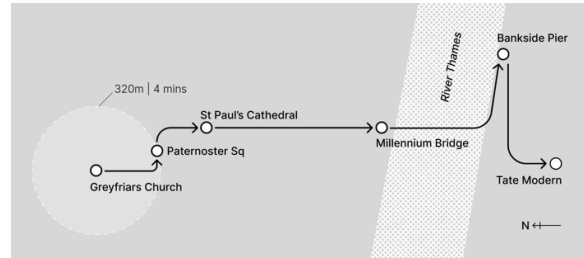 Bankside Pier
River Thames
320m | 4 mins
St Paul's Cathedral
Millennium Bridge
Paternoster Sq
Tate Modern
Greyfriars Church
N